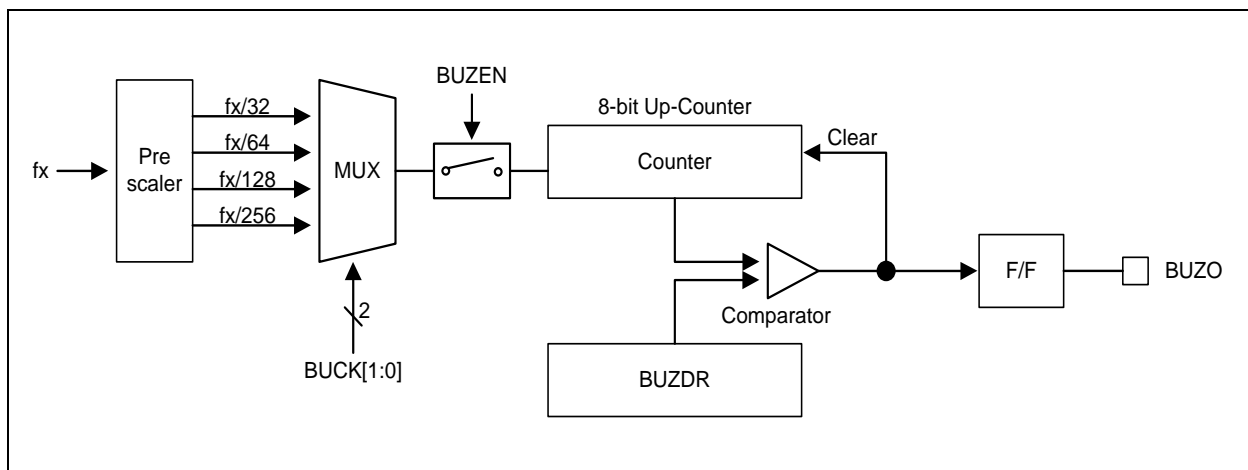 BUZEN
8-bit Up-Counter
fx
Pre
scaler
fx/32
fx/64
fx/128
fx/256
MUX
Counter
Clear
2
BUCK[1:0]
Comparator
BUZDR
F/F
BUZO